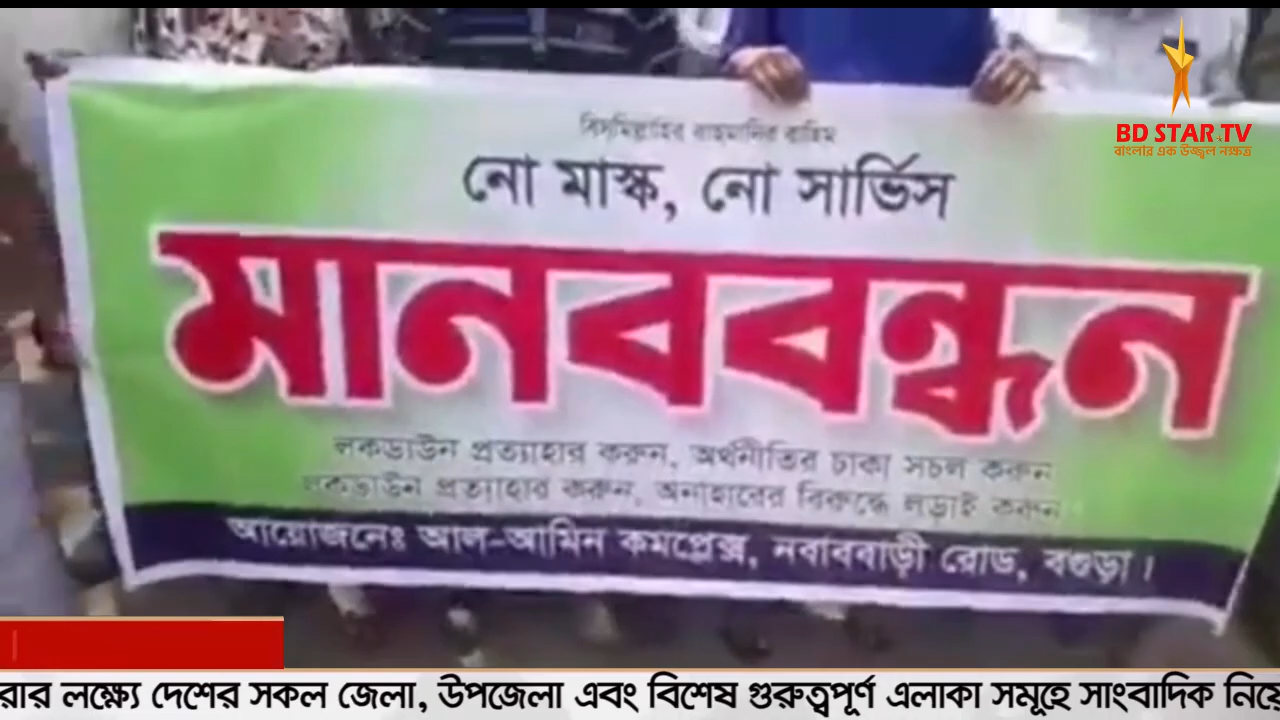 বিসমিল্লাহির রাহমানির রাহিম
নো মাস্ক, নো সার্ভিস
BD STAR TV
বাংলার এক উজ্জ্বল নক্ষত্র
মানববন্ধন
লকডাউন প্রত্যাহার করুন, অর্থনীতির চাকা সচল করুন
লকডাউন প্রত্যাহার করুন, অনাহারের বিরুদ্ধে লড়াই করুন
আয়োজনেঃ আল-আমিন কমপ্লেক্স, নবাববাড়ী রোড, বগুড়া।
রার লক্ষ্যে দেশের সকল জেলা, উপজেলা এবং বিশেষ গুরুত্বপূর্ণ এলাকা সমূহে সাংবাদিক নিয়ে